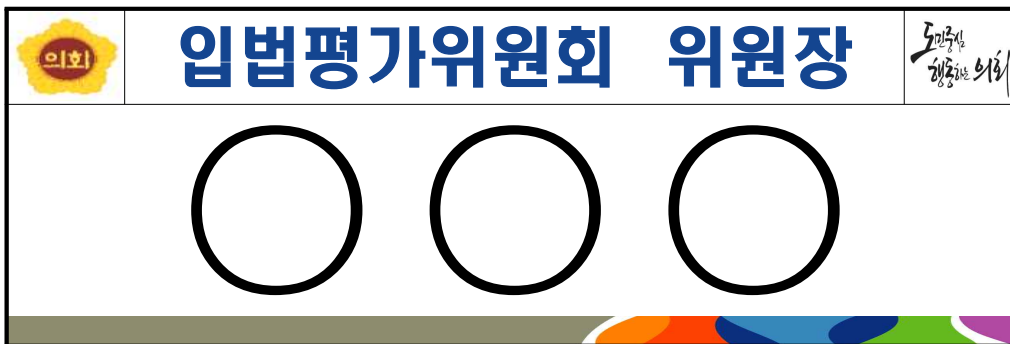 의회
입법평가위원회 위원장
도민중심
행동하는 의회
○○○